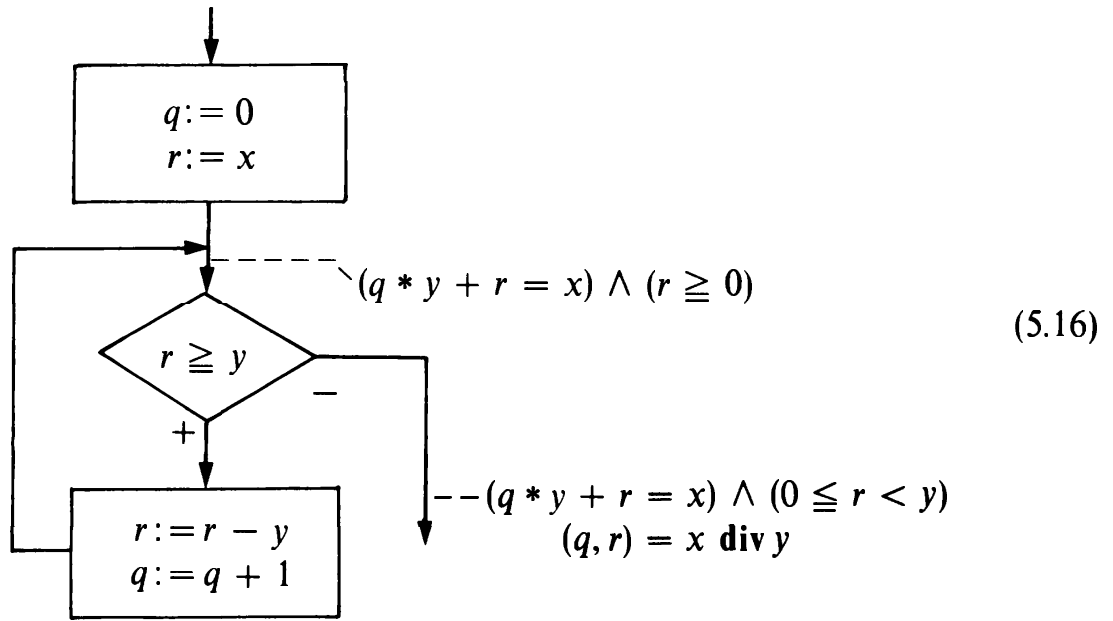 q := 0
r := x
(q * y + r = x) ∧ (r ≧ 0)
(5.16)
r ≧ y
−
+
(q * y + r = x) ∧ (0 ≦ r < y)
(q, r) = x div y
r := r − y
q := q + 1